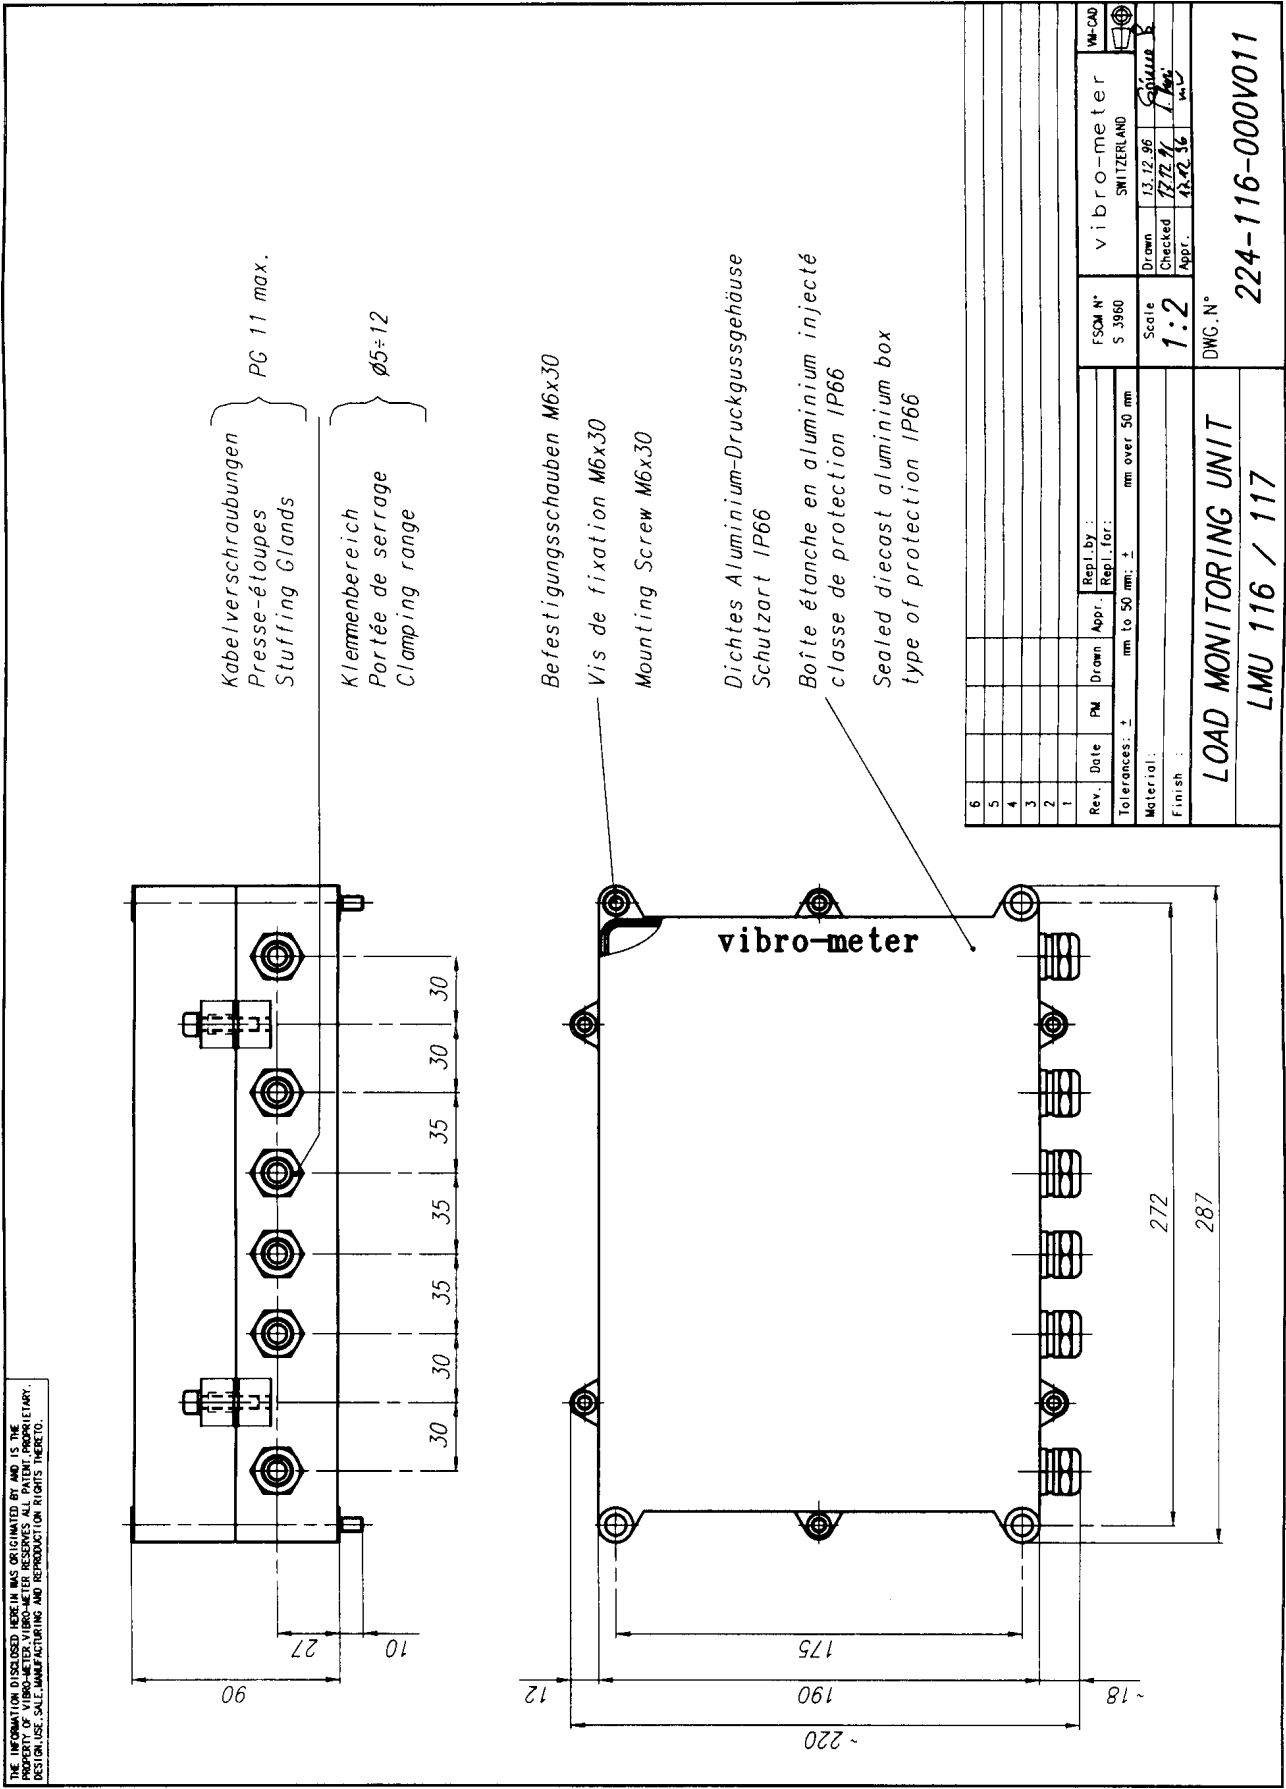 THE INFORMATION DISCLOSED HEREIN WAS ORIGINATED BY AND IS THE
PROPERTY OF VIBRO-METER. VIBRO-METER RESERVES ALL PATENT, PROPRIETARY,
DESIGN, USE, SALE, MANUFACTURING AND REPRODUCTION RIGHTS THERETO.
90
27
10
30
30
35
35
35
30
30
Kabelverschraubungen
Presse-étoupes
Stuffing Glands
PG 11 max.
Klemmenbereich
Portée de serrage
Clamping range
ø5÷12
Befestigungsschauben M6x30
Vis de fixation M6x30
Mounting Screw M6x30
Dichtes Aluminium-Druckgussgehäuse
Schutzart IP66
Boîte étanche en aluminium injecté
classe de protection IP66
Sealed diecast aluminium box
type of protection IP66
vibro-meter
12
~220
190
175
~18
272
287
6
5
4
3
2
1
Rev. Date PM Drawn Appr.
Repl. by :
Repl. for:
Tolerances: ± mm to 50 mm; ± mm over 50 mm
Material:
Finish :
FSCM N°
S 3960
vibro-meter
SWITZERLAND
VM-CAD
Scale
1:2
Drawn 13.12.96
Checked
Appr.
LOAD MONITORING UNIT
LMU 116 / 117
DWG.N°
224-116-000V011